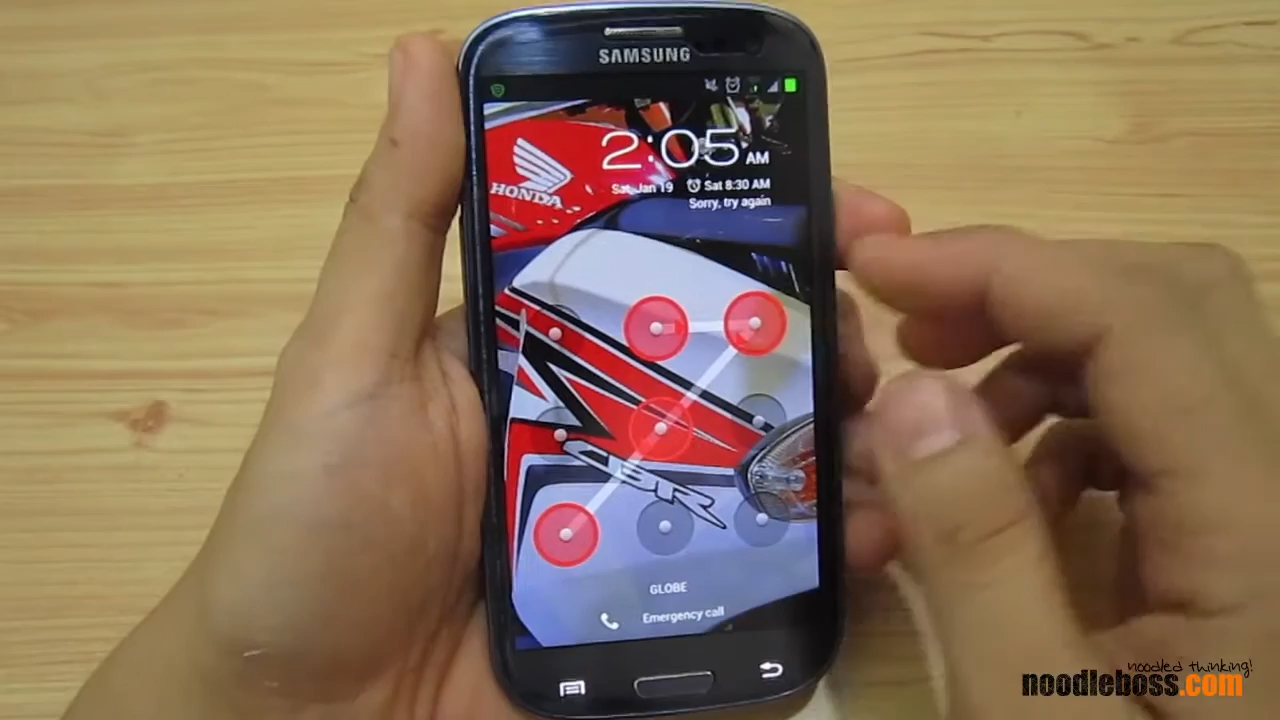 SAMSUNG
2:05 AM
Sat, Jan 19
Sat 8:30 AM
Sorry, try again
HONDA
CBR
GLOBE
Emergency call
noodled thinking!
noodleboss.com